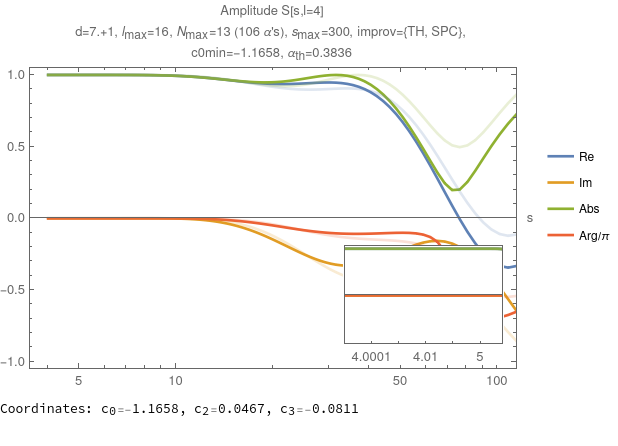 Amplitude S[s,l=4]
d=7.+1, lmax=16, Nmax=13 (106 α's), smax=300, improv={TH, SPC},
c0min=-1.1658, αth=0.3836
1.0
0.5
0.0
-0.5
-1.0
5
10
50
100
s
4.0001
4.01
5
Re
Im
Abs
Arg/π
Coordinates: c0=-1.1658, c2=0.0467, c3=-0.0811